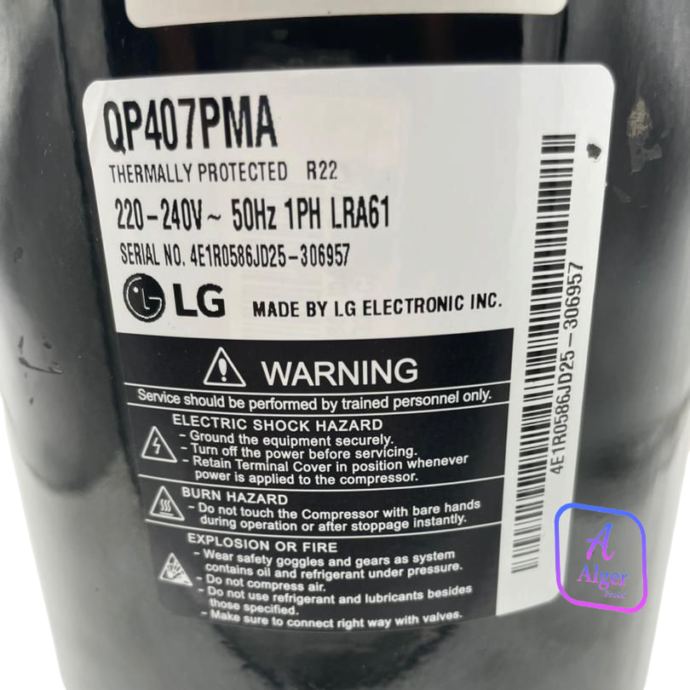 QP407PMA
THERMALLY PROTECTED R22
220-240V~ 50Hz 1PH LRA61
SERIAL NO. 4E1R0586JD25-306957
LG MADE BY LG ELECTRONIC INC.
WARNING
Service should be performed by trained personnel only.
ELECTRIC SHOCK HAZARD
- Ground the equipment securely.
- Turn off the power before servicing.
- Retain Terminal Cover in position whenever
power is applied to the compressor.
BURN HAZARD
- Do not touch the Compressor with bare hands
during operation or after stoppage instantly.
EXPLOSION OR FIRE
- Wear safety goggles and gears as system
contains oil and refrigerant under pressure.
- Do not compress air.
- Do not use refrigerant and lubricants besides
those specified.
- Make sure to connect right way with valves.
4E1R0586JD25-306957
A
Alger